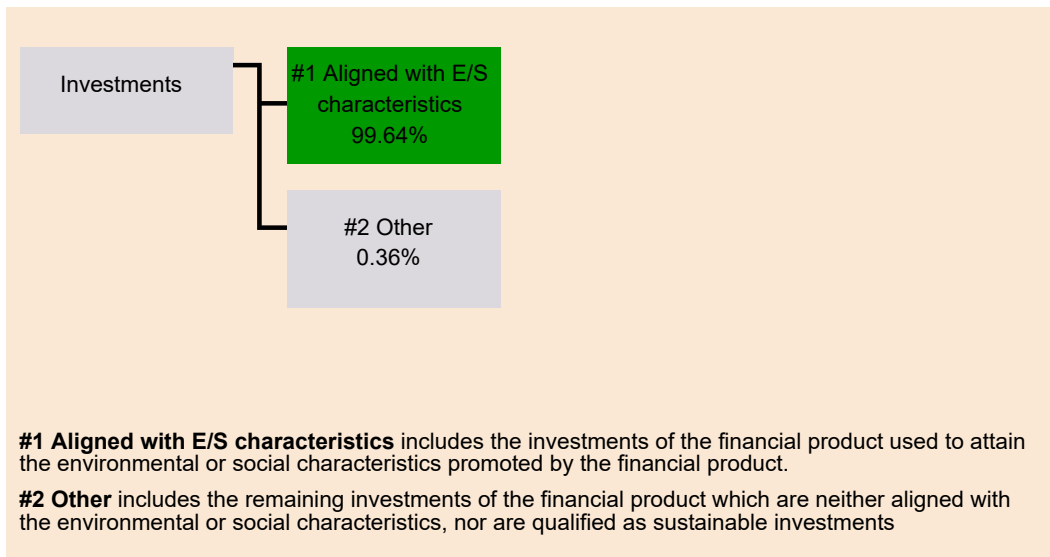 Investments
#1 Aligned with E/S
characteristics
99.64%
#2 Other
0.36%
#1 Aligned with E/S characteristics includes the investments of the financial product used to attain
the environmental or social characteristics promoted by the financial product.
#2 Other includes the remaining investments of the financial product which are neither aligned with
the environmental or social characteristics, nor are qualified as sustainable investments